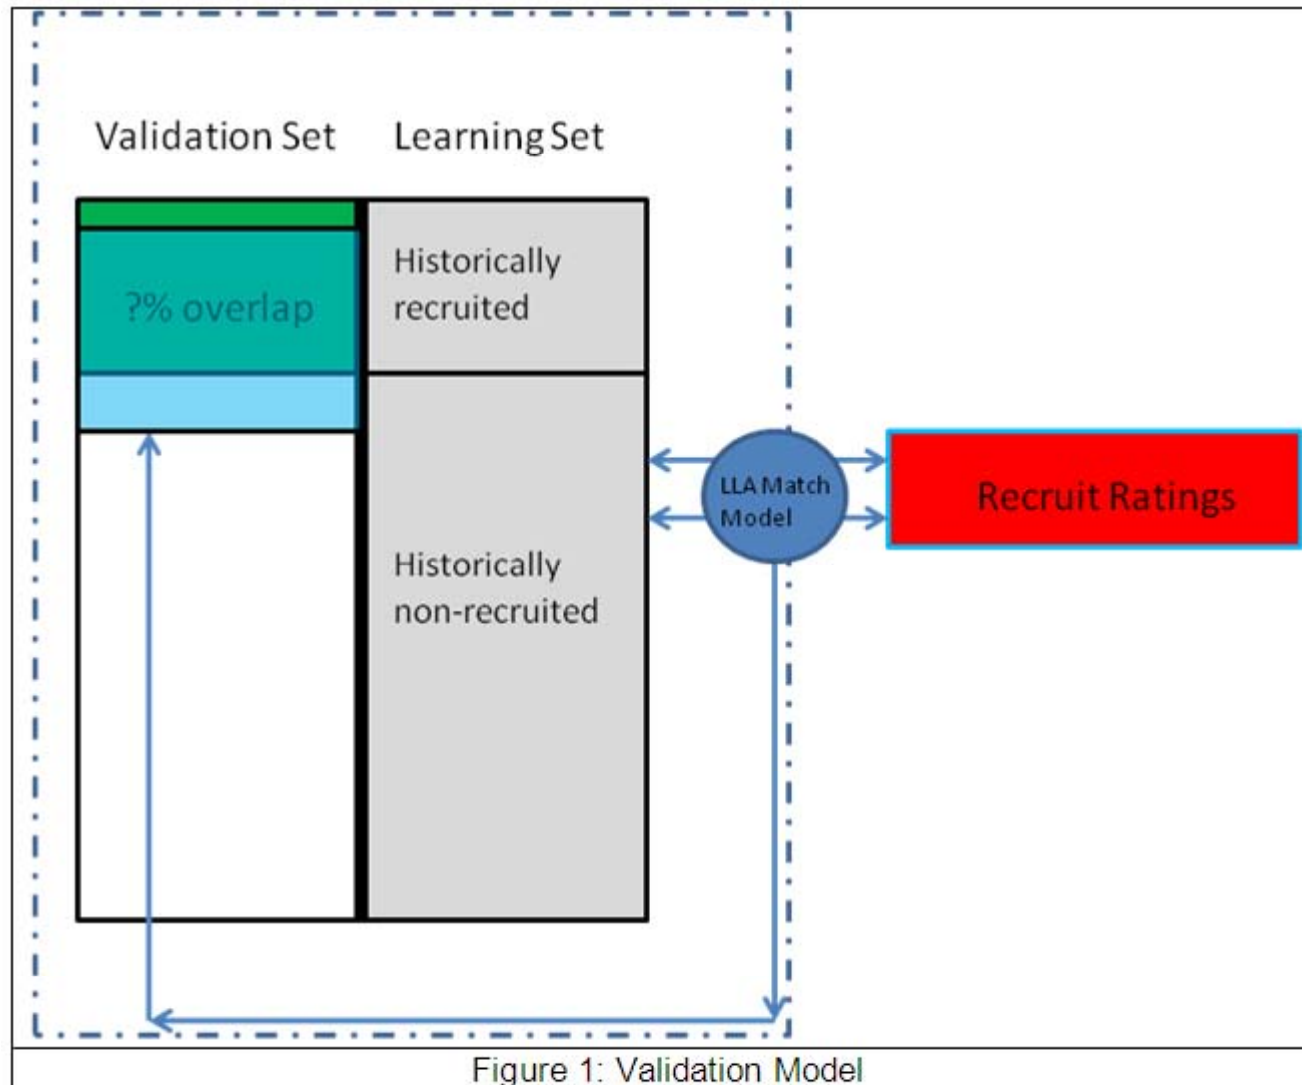 Validation Set
Learning Set
Historically
recruited
?% overlap
LLA Match
Model
Recruit Ratings
Historically
non-recruited
Figure 1: Validation Model